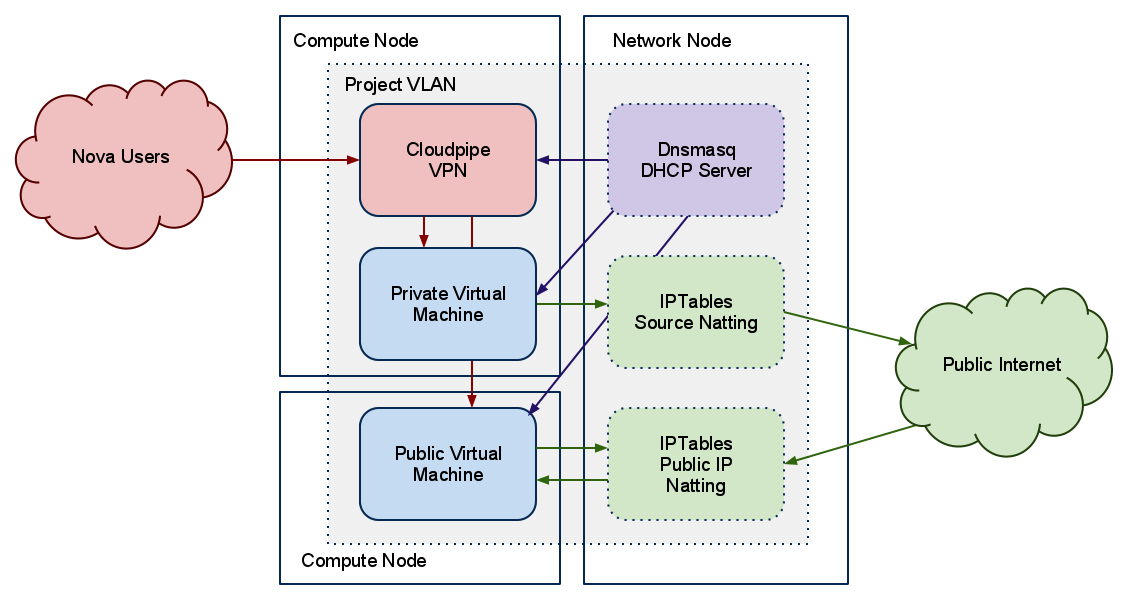 Compute Node
Network Node
Project VLAN
Nova Users
Cloudpipe
VPN
Dnsmasq
DHCP Server
Private Virtual
Machine
IPTables
Source Natting
Public Internet
Public Virtual
Machine
IPTables
Public IP
Natting
Compute Node